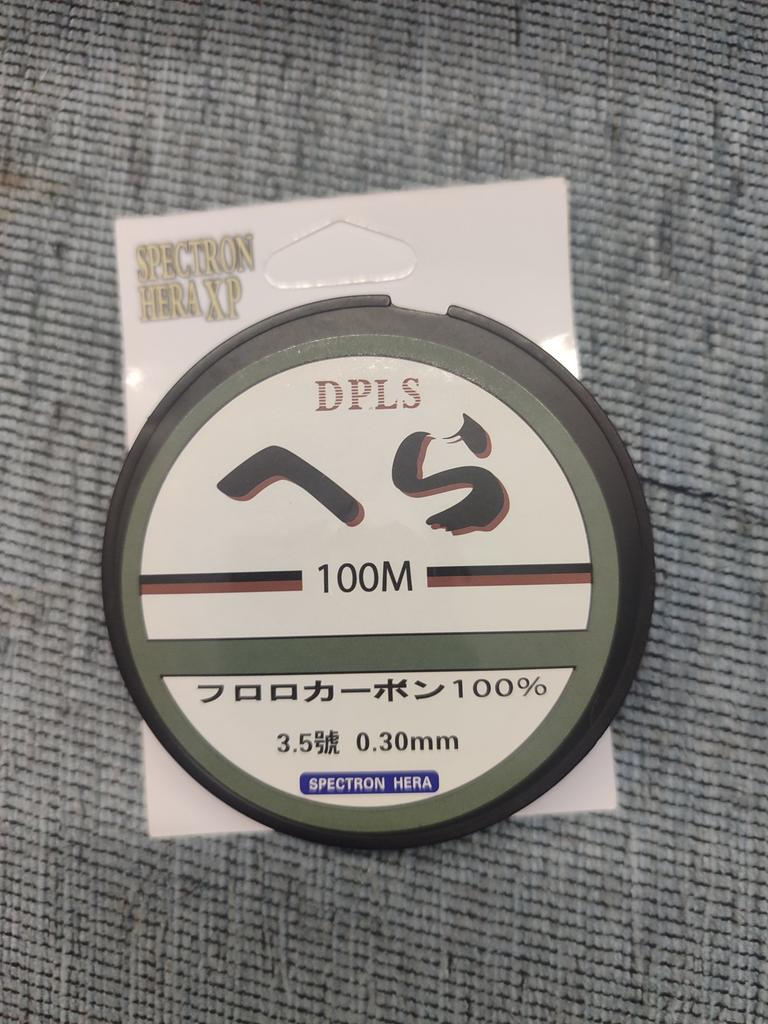 SPECTRON
HERA XP
DPLS
へら
100M
フロロカーボン100%
3.5號 0.30mm
SPECTRON HERA